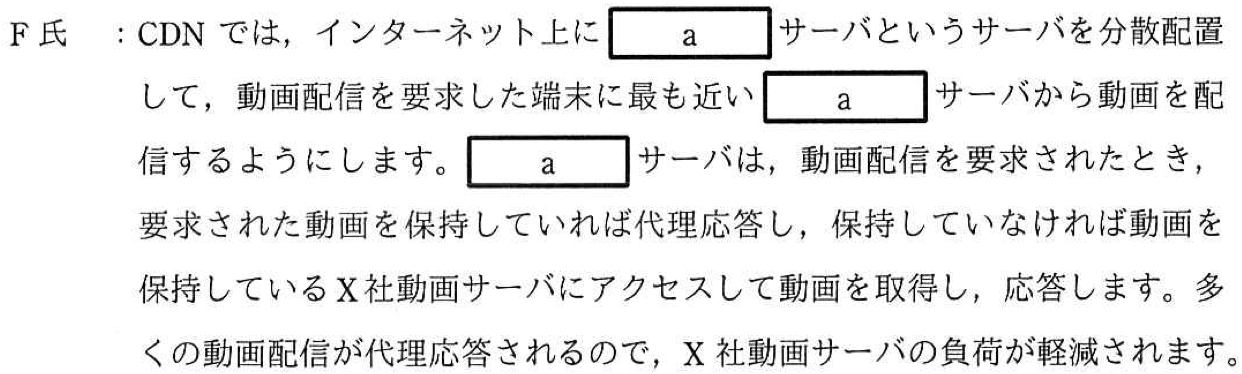 F氏 ：CDN では，インターネット上に a サーバというサーバを分散配置
して，動画配信を要求した端末に最も近い a サーバから動画を配
信するようにします。 a サーバは，動画配信を要求されたとき，
要求された動画を保持していれば代理応答し，保持していなければ動画を
保持しているX社動画サーバにアクセスして動画を取得し，応答します。多
くの動画配信が代理応答されるので，X 社動画サーバの負荷が軽減されます。